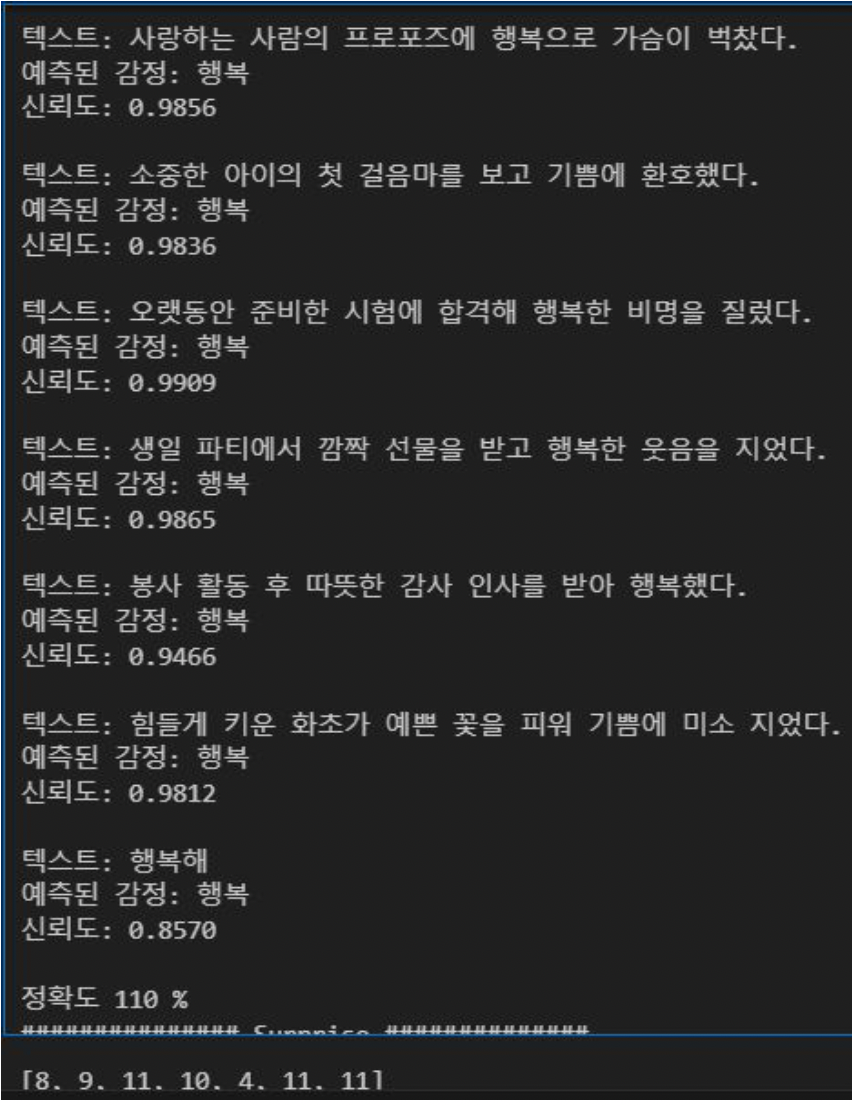 텍스트: 사랑하는 사람의 프로포즈에 행복으로 가슴이 벅찼다.
예측된 감정: 행복
신뢰도: 0.9856
텍스트: 소중한 아이의 첫 걸음마를 보고 기쁨에 환호했다.
예측된 감정: 행복
신뢰도: 0.9836
텍스트: 오랫동안 준비한 시험에 합격해 행복한 비명을 질렀다.
예측된 감정: 행복
신뢰도: 0.9909
텍스트: 생일 파티에서 깜짝 선물을 받고 행복한 웃음을 지었다.
예측된 감정: 행복
신뢰도: 0.9865
텍스트: 봉사 활동 후 따뜻한 감사 인사를 받아 행복했다.
예측된 감정: 행복
신뢰도: 0.9466
텍스트: 힘들게 키운 화초가 예쁜 꽃을 피워 기쁨에 미소 지었다.
예측된 감정: 행복
신뢰도: 0.9812
텍스트: 행복해
예측된 감정: 행복
신뢰도: 0.8570
정확도 110 %
############### Surprise ##############
[8, 9, 11, 10, 4, 11, 11]